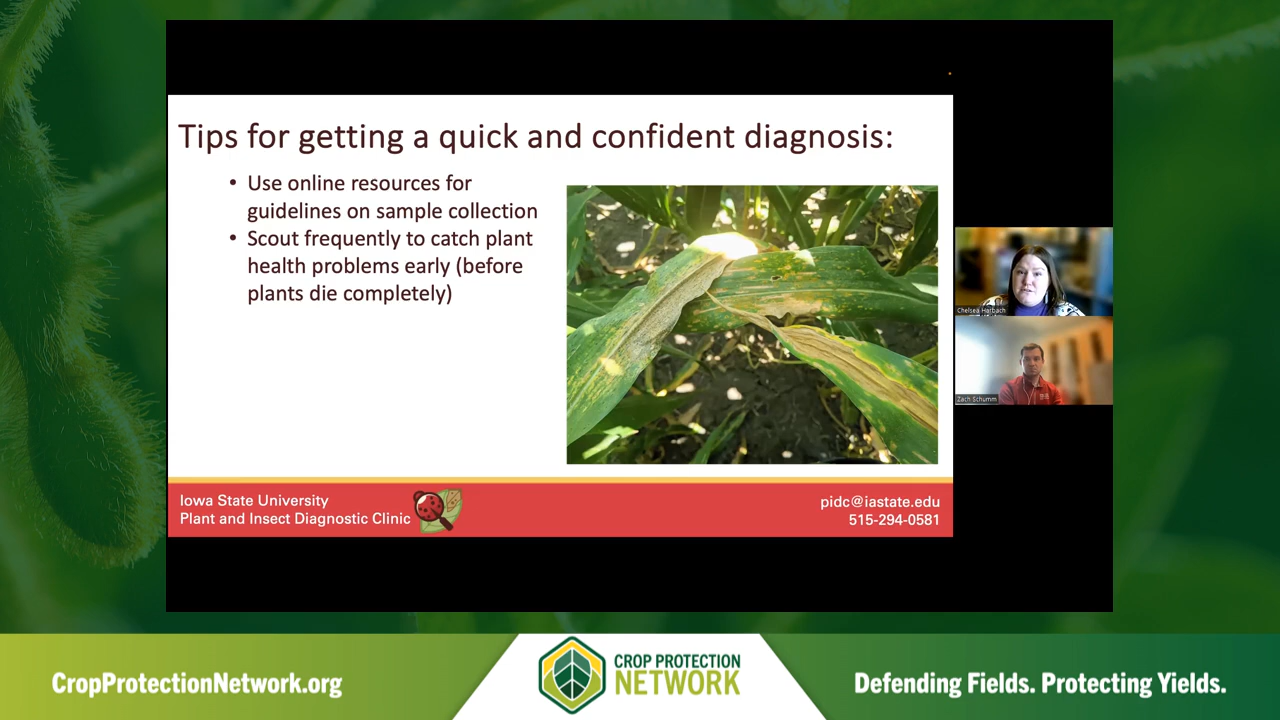 Tips for getting a quick and confident diagnosis:
• Use online resources for
guidelines on sample collection
• Scout frequently to catch plant
health problems early (before
plants die completely)
Chelsea Harbach
Zach Schumm
Iowa State University
Plant and Insect Diagnostic Clinic
pidc@iastate.edu
515-294-0581
CropProtectionNetwork.org
CROP PROTECTION
NETWORK
Defending Fields. Protecting Yields.